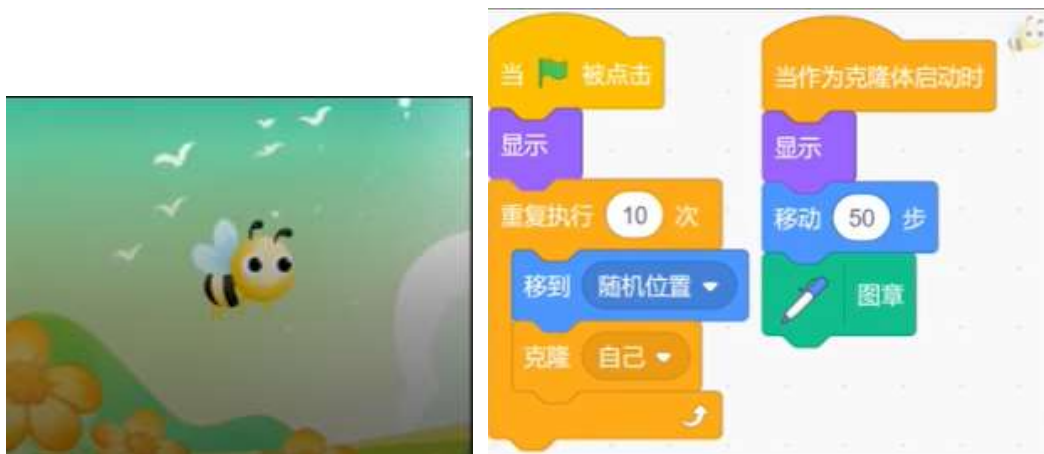 当 被点击
显示
重复执行 10 次
移到 随机位置
克隆 自己
当作为克隆体启动时
显示
移动 50 步
图章